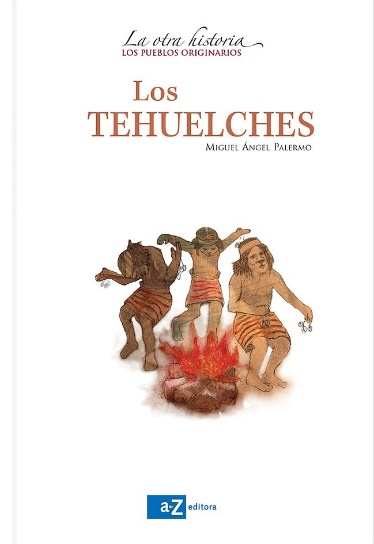 La otra historia
LOS PUEBLOS ORIGINARIOS
Los
TEHUELCHES
MIGUEL ÁNGEL PALERMO
a-Z editora